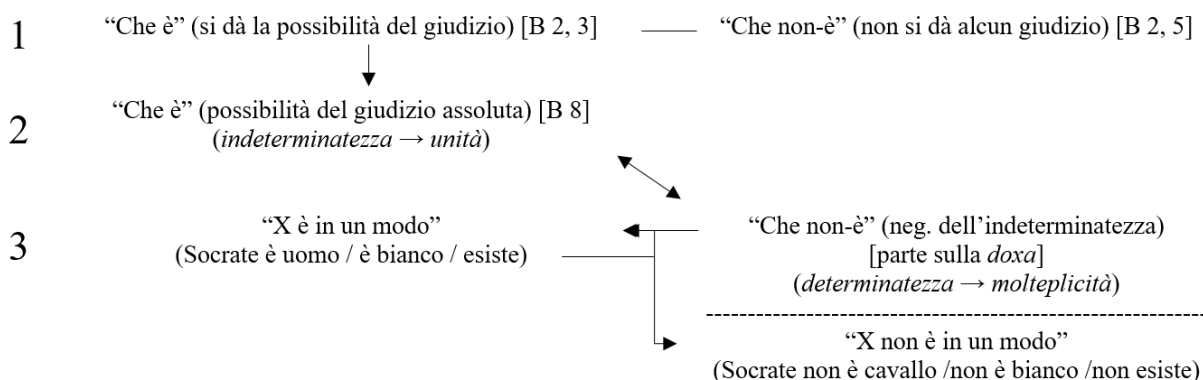 1 “Che è” (si dà la possibilità del giudizio) [B 2, 3] “Che non-è” (non si dà alcun giudizio) [B 2, 5]
2 “Che è” (possibilità del giudizio assoluta) [B 8]
(indeterminatezza → unità)
3 “X è in un modo” “Che non-è” (neg. dell’indeterminatezza)
(Socrate è uomo / è bianco / esiste) [parte sulla doxa]
(determinatezza → molteplicità)
“X non è in un modo”
(Socrate non è cavallo /non è bianco /non esiste)